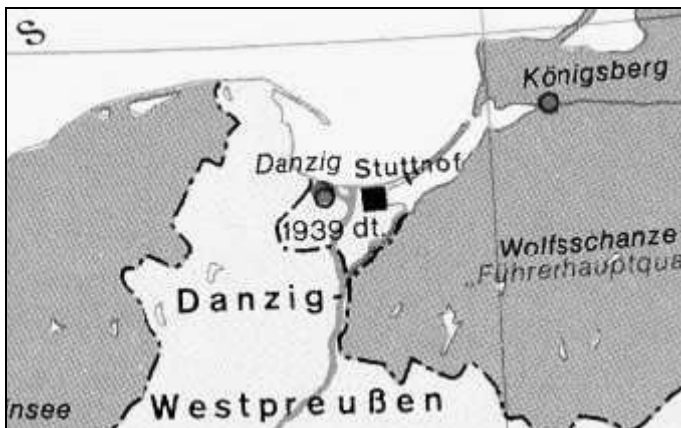 S
Königsberg
Danzig
Stutthof
1939 dt.
Wolfsschanze
„Führerhauptqua
Danzig-
Westpreußen
nsee